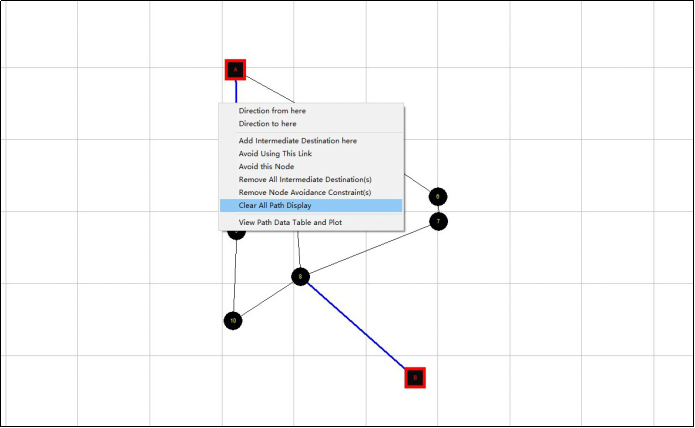 A
Direction from here
Direction to here
Add Intermediate Destination here
Avoid Using This Link
Avoid this Node
Remove All Intermediate Destination(s)
Remove Node Avoidance Constraint(s)
Clear All Path Display
View Path Data Table and Plot
6
7
10